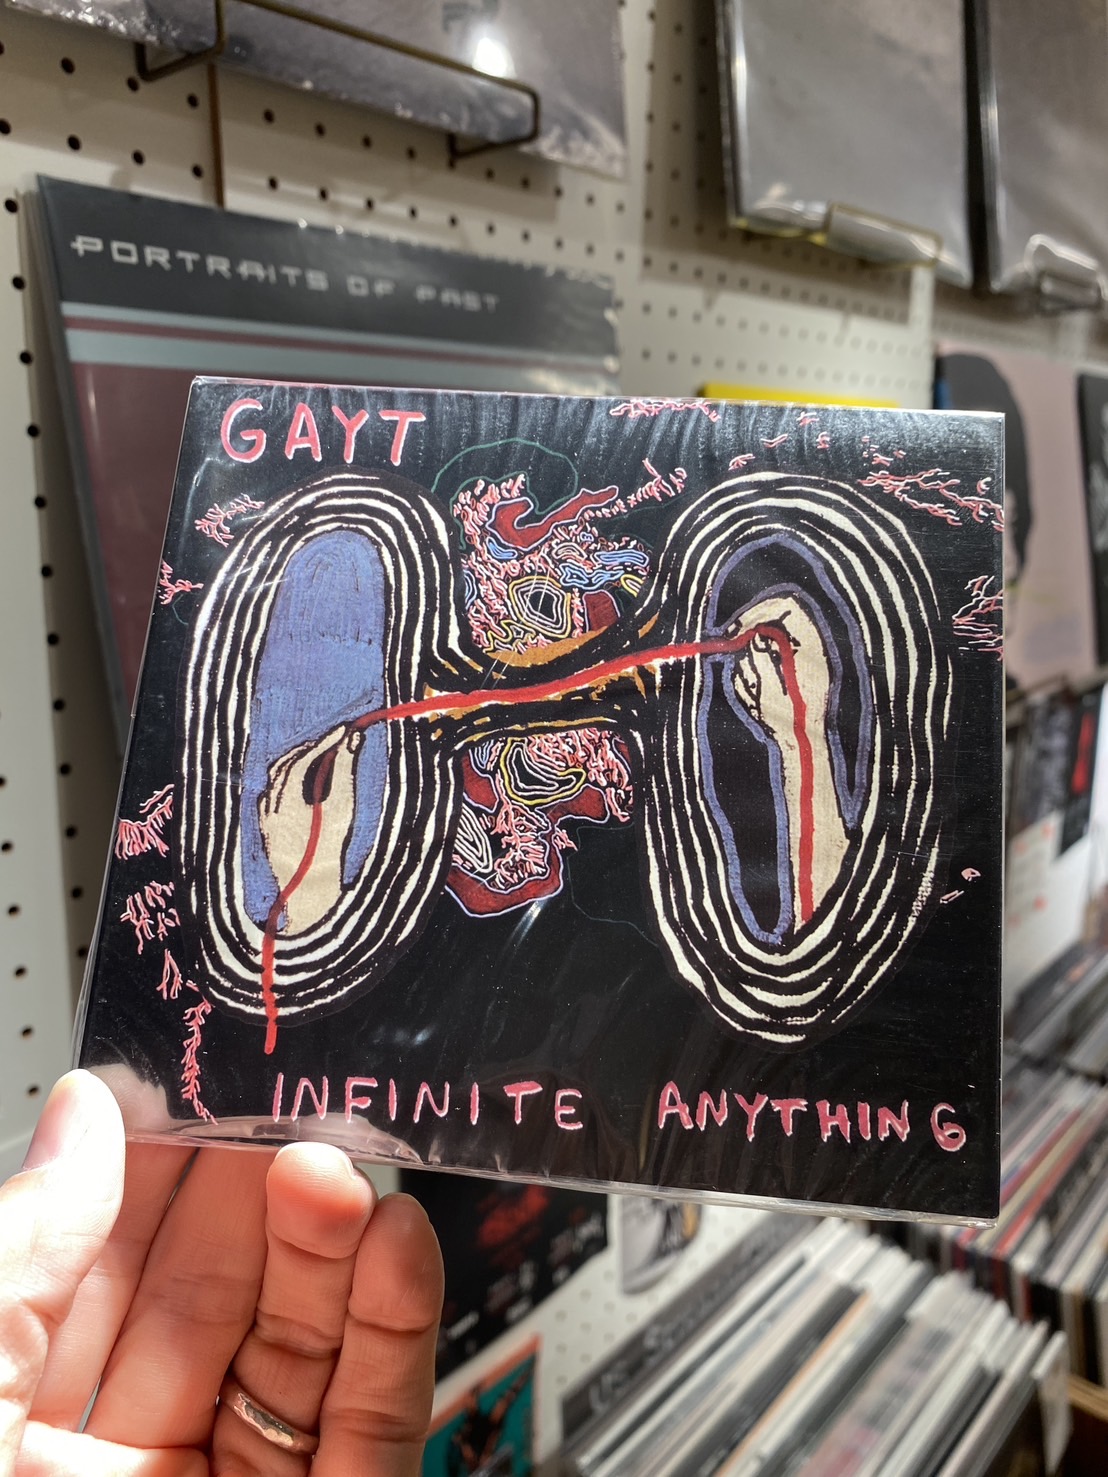 PORTRAITS OF PAST
GAYT
INFINITE ANYTHING